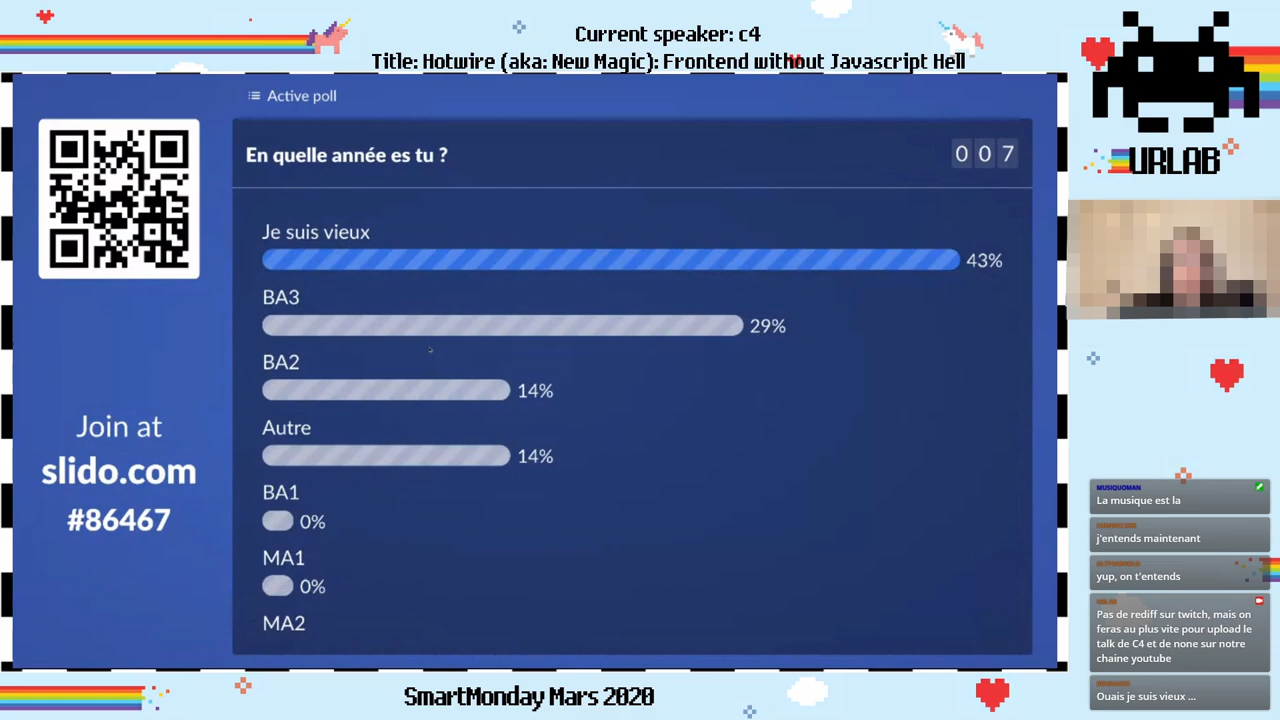 Current speaker: c4
Title: Hotwire (aka: New Magic): Frontend without Javascript Hell
Active poll
En quelle année es tu ?
007
Je suis vieux
43%
BA3
29%
BA2
14%
Autre
14%
BA1
0%
MA1
0%
MA2
Join at
slido.com
#86467
URLAB
MUSIQUOMAN
La musique est la
j'entends maintenant
yup, on t'entends
Pas de rediff sur twitch, mais on
feras au plus vite pour upload le
talk de C4 et de none sur notre
chaine youtube
Ouais je suis vieux ...
SmartMonday Mars 2020